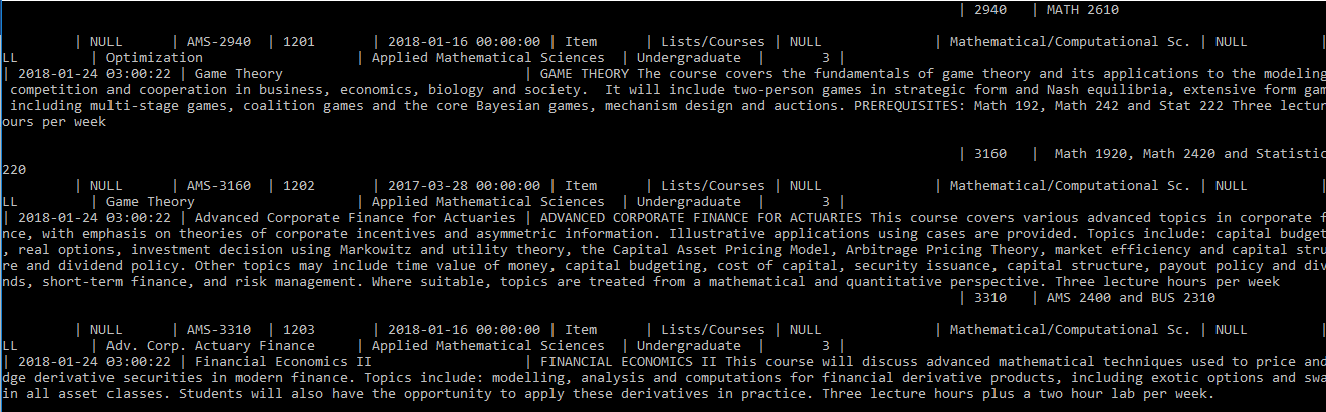 | 2940 | MATH 2610
| NULL | AMS-2940 | 1201 | 2018-01-16 00:00:00 | Item | Lists/Courses | NULL | Mathematical/Computational Sc. | NULL |
LL | Optimization | Applied Mathematical Sciences | Undergraduate | 3 |
| 2018-01-24 03:00:22 | Game Theory | GAME THEORY The course covers the fundamentals of game theory and its applications to the modeling
competition and cooperation in business, economics, biology and society. It will include two-person games in strategic form and Nash equilibria, extensive form gam
including multi-stage games, coalition games and the core Bayesian games, mechanism design and auctions. PREREQUISITES: Math 192, Math 242 and Stat 222 Three lectur
ours per week
| 3160 | Math 1920, Math 2420 and Statistic
220
| NULL | AMS-3160 | 1202 | 2017-03-28 00:00:00 | Item | Lists/Courses | NULL | Mathematical/Computational Sc. | NULL |
LL | Game Theory | Applied Mathematical Sciences | Undergraduate | 3 |
| 2018-01-24 03:00:22 | Advanced Corporate Finance for Actuaries | ADVANCED CORPORATE FINANCE FOR ACTUARIES This course covers various advanced topics in corporate f
nce, with emphasis on theories of corporate incentives and asymmetric information. Illustrative applications using cases are provided. Topics include: capital budget
, real options, investment decision using Markowitz and utility theory, the Capital Asset Pricing Model, Arbitrage Pricing Theory, market efficiency and capital stru
re and dividend policy. Other topics may include time value of money, capital budgeting, cost of capital, security issuance, capital structure, payout policy and div
nds, short-term finance, and risk management. Where suitable, topics are treated from a mathematical and quantitative perspective. Three lecture hours per week
| 3310 | AMS 2400 and BUS 2310
| NULL | AMS-3310 | 1203 | 2018-01-16 00:00:00 | Item | Lists/Courses | NULL | Mathematical/Computational Sc. | NULL |
LL | Adv. Corp. Actuary Finance | Applied Mathematical Sciences | Undergraduate | 3 |
| 2018-01-24 03:00:22 | Financial Economics II | FINANCIAL ECONOMICS II This course will discuss advanced mathematical techniques used to price and
dge derivative securities in modern finance. Topics include: modelling, analysis and computations for financial derivative products, including exotic options and swa
in all asset classes. Students will also have the opportunity to apply these derivatives in practice. Three lecture hours plus a two hour lab per week.